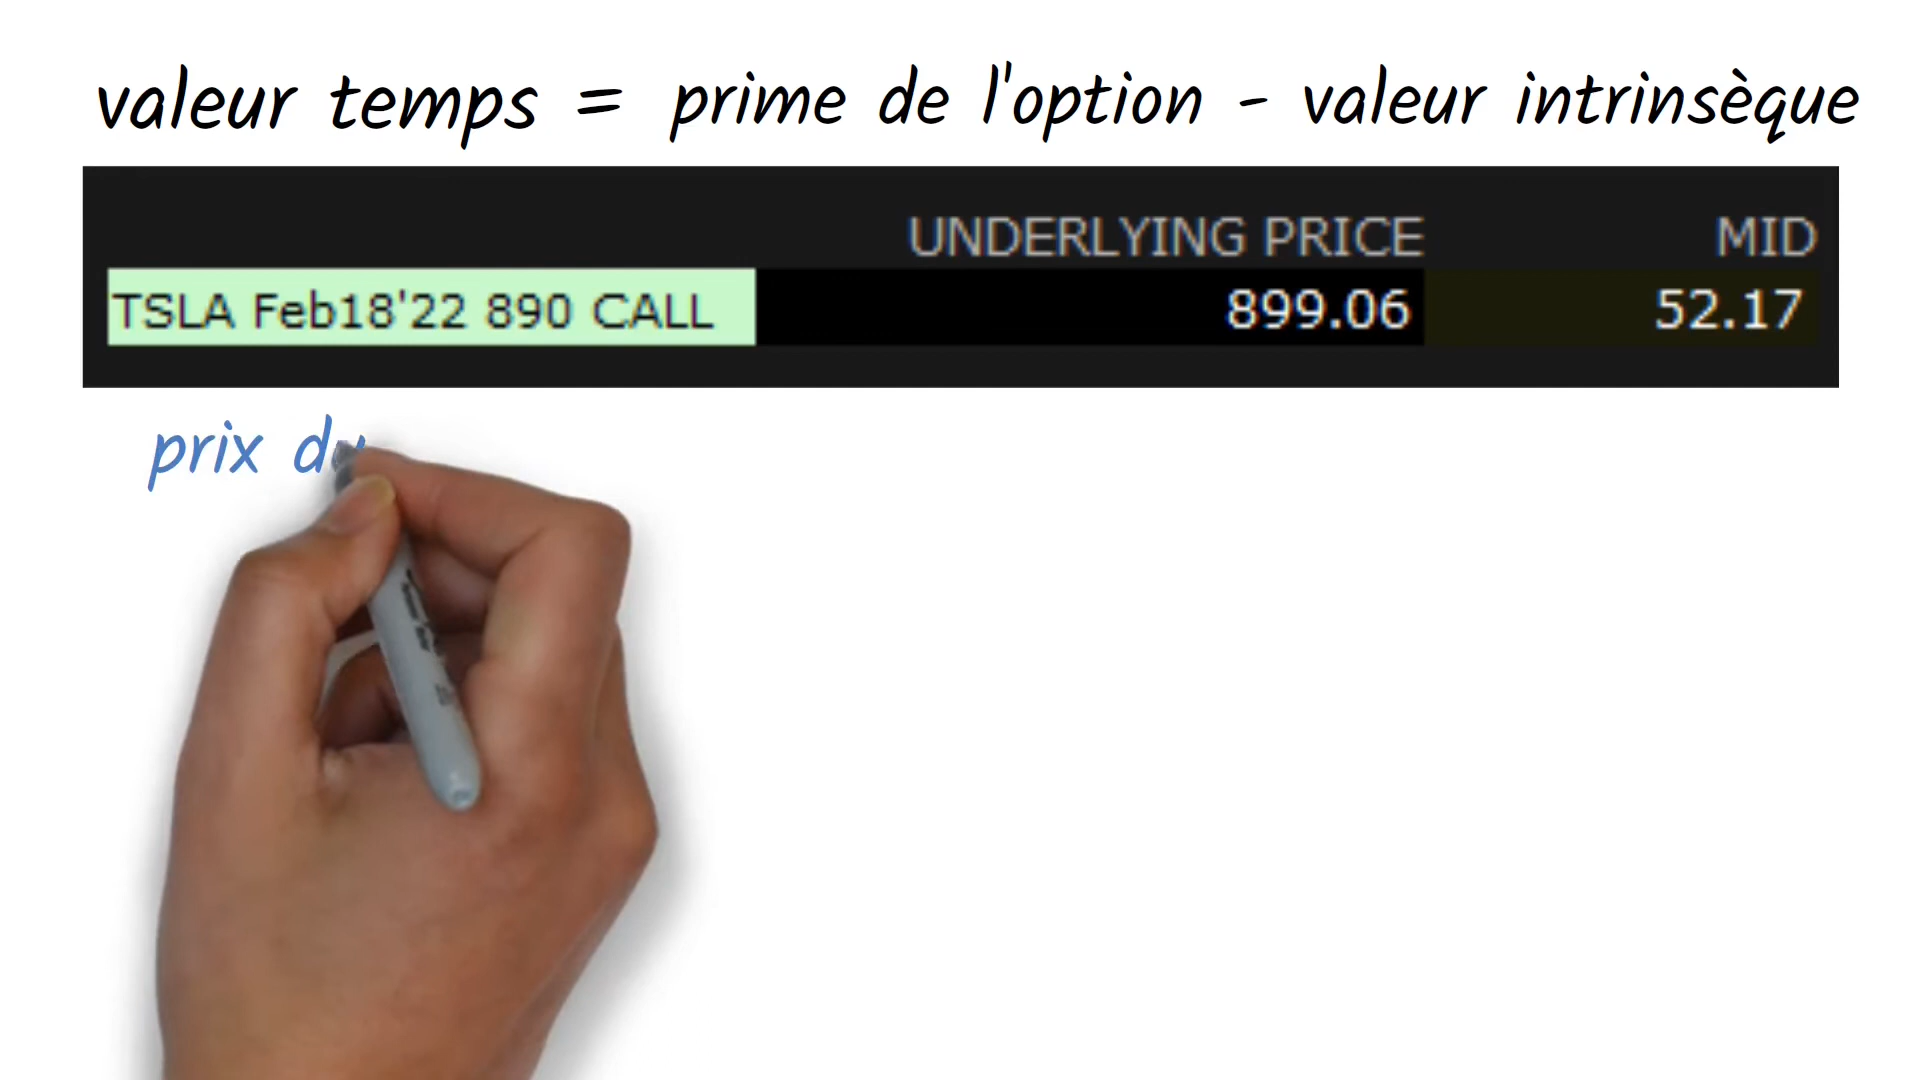 valeur temps = prime de l'option - valeur intrinsèque
UNDERLYING PRICE MID
TSLA Feb18'22 890 CALL 899.06 52.17
prix du